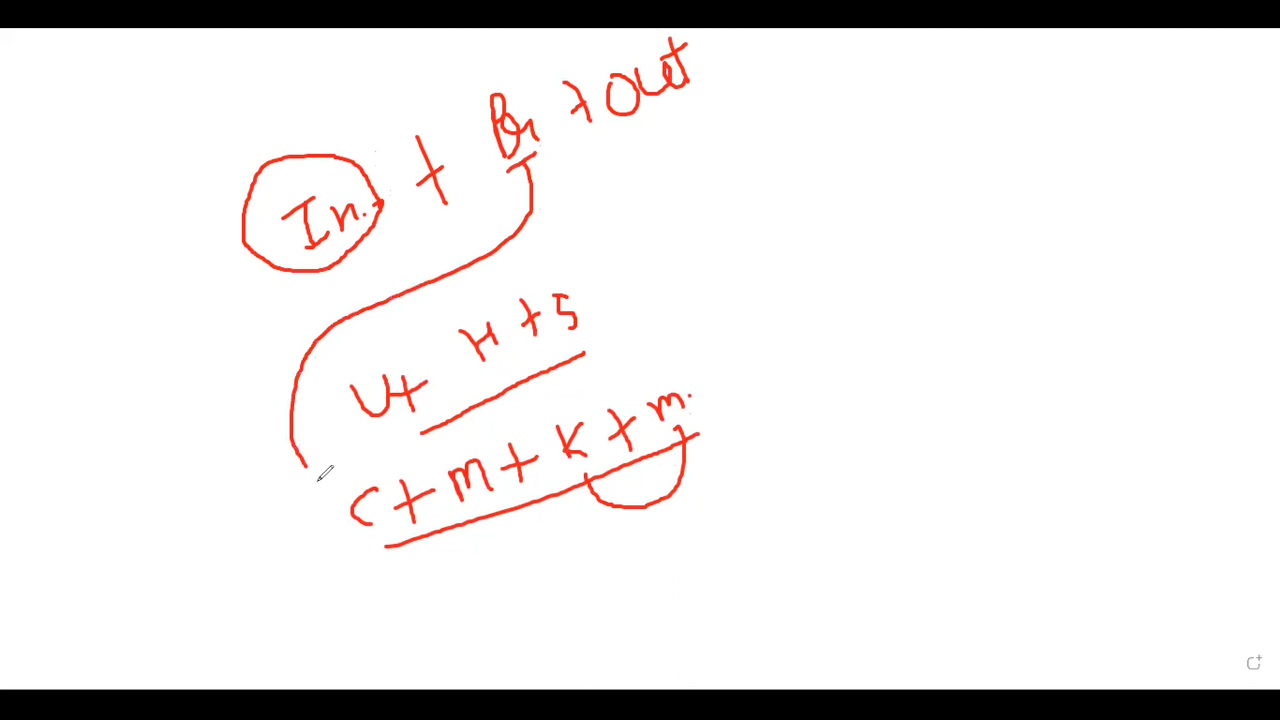 In. + Br + Out
U + H + S
C + m + K + m.